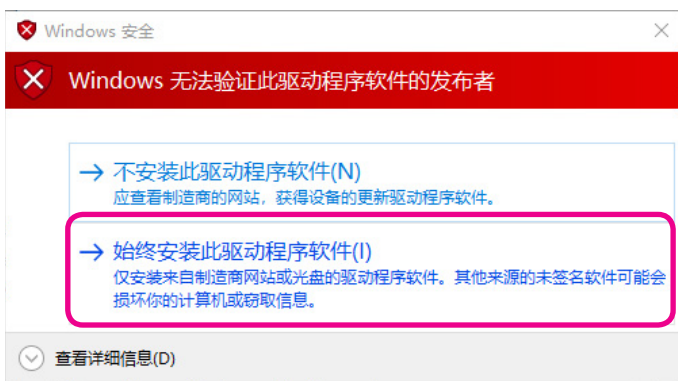 Windows 安全
Windows 无法验证此驱动程序软件的发布者
不安装此驱动程序软件(N)
应查看制造商的网站，获得设备的更新驱动程序软件。
始终安装此驱动程序软件(I)
仅安装来自制造商网站或光盘的驱动程序软件。其他来源的未签名软件可能会
损坏你的计算机或窃取信息。
查看详细信息(D)